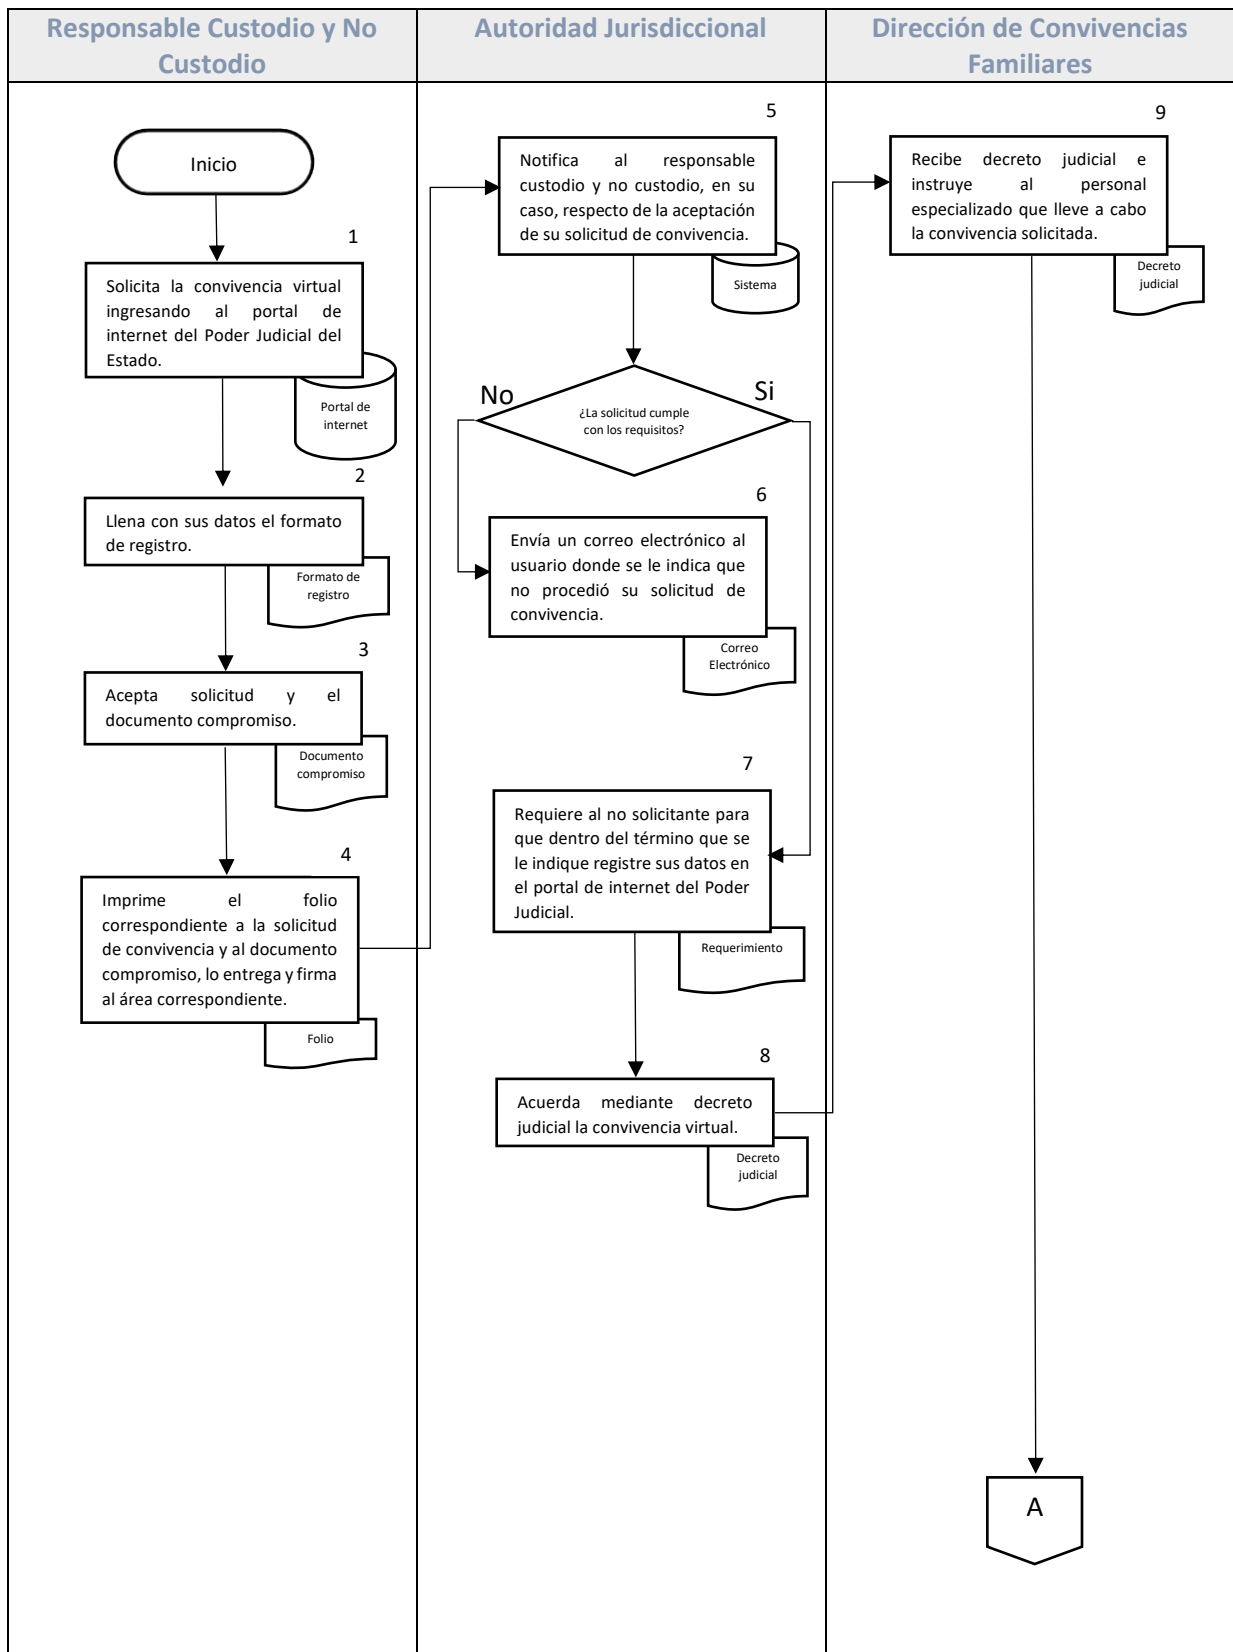 Responsable Custodio y No
Custodio
Autoridad Jurisdiccional
Dirección de Convivencias
Familiares
Inicio
1
Solicita la convivencia virtual
ingresando al portal de
internet del Poder Judicial del
Estado.
Portal de
internet
2
Llena con sus datos el formato
de registro.
Formato de
registro
3
Acepta solicitud y el
documento compromiso.
Documento
compromiso
4
Imprime el folio
correspondiente a la solicitud
de convivencia y al documento
compromiso, lo entrega y firma
al área correspondiente.
Folio
5
Notifica al responsable
custodio y no custodio, en su
caso, respecto de la aceptación
de su solicitud de convivencia.
Sistema
No
Si
¿La solicitud cumple
con los requisitos?
6
Envía un correo electrónico al
usuario donde se le indica que
no procedió su solicitud de
convivencia.
Correo
Electrónico
7
Requiere al no solicitante para
que dentro del término que se
le indique registre sus datos en
el portal de internet del Poder
Judicial.
Requerimiento
8
Acuerda mediante decreto
judicial la convivencia virtual.
Decreto
judicial
9
Recibe decreto judicial e
instruye al personal
especializado que lleve a cabo
la convivencia solicitada.
Decreto
judicial
A